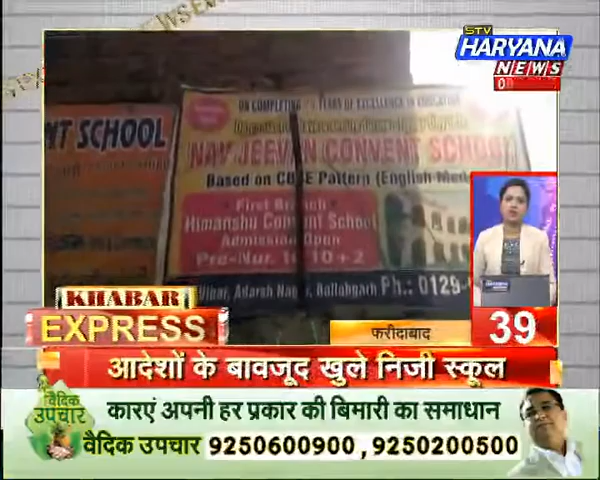 STV
HARYANA
NEWS
NT SCHOOL
ON COMPLETING YEARS OF EXCELLENCE IN EDUCATION
NAV JEEVAN CONVENT SCHOOL
Based on CBSE Pattern (English
First Branch
Himanshu Convent School
Admission Open
Pre-Nur. to 10+2
Vihar, Adarsh Nagar, Ballabgarh Ph.: 0129-
KHABAR
EXPRESS
फरीदाबाद
39
आदेशों के बावजूद खुले निजी स्कूल
वैदिक
उपचार
कराएं अपनी हर प्रकार की बिमारी का समाधान
वैदिक उपचार 9250600900, 9250200500